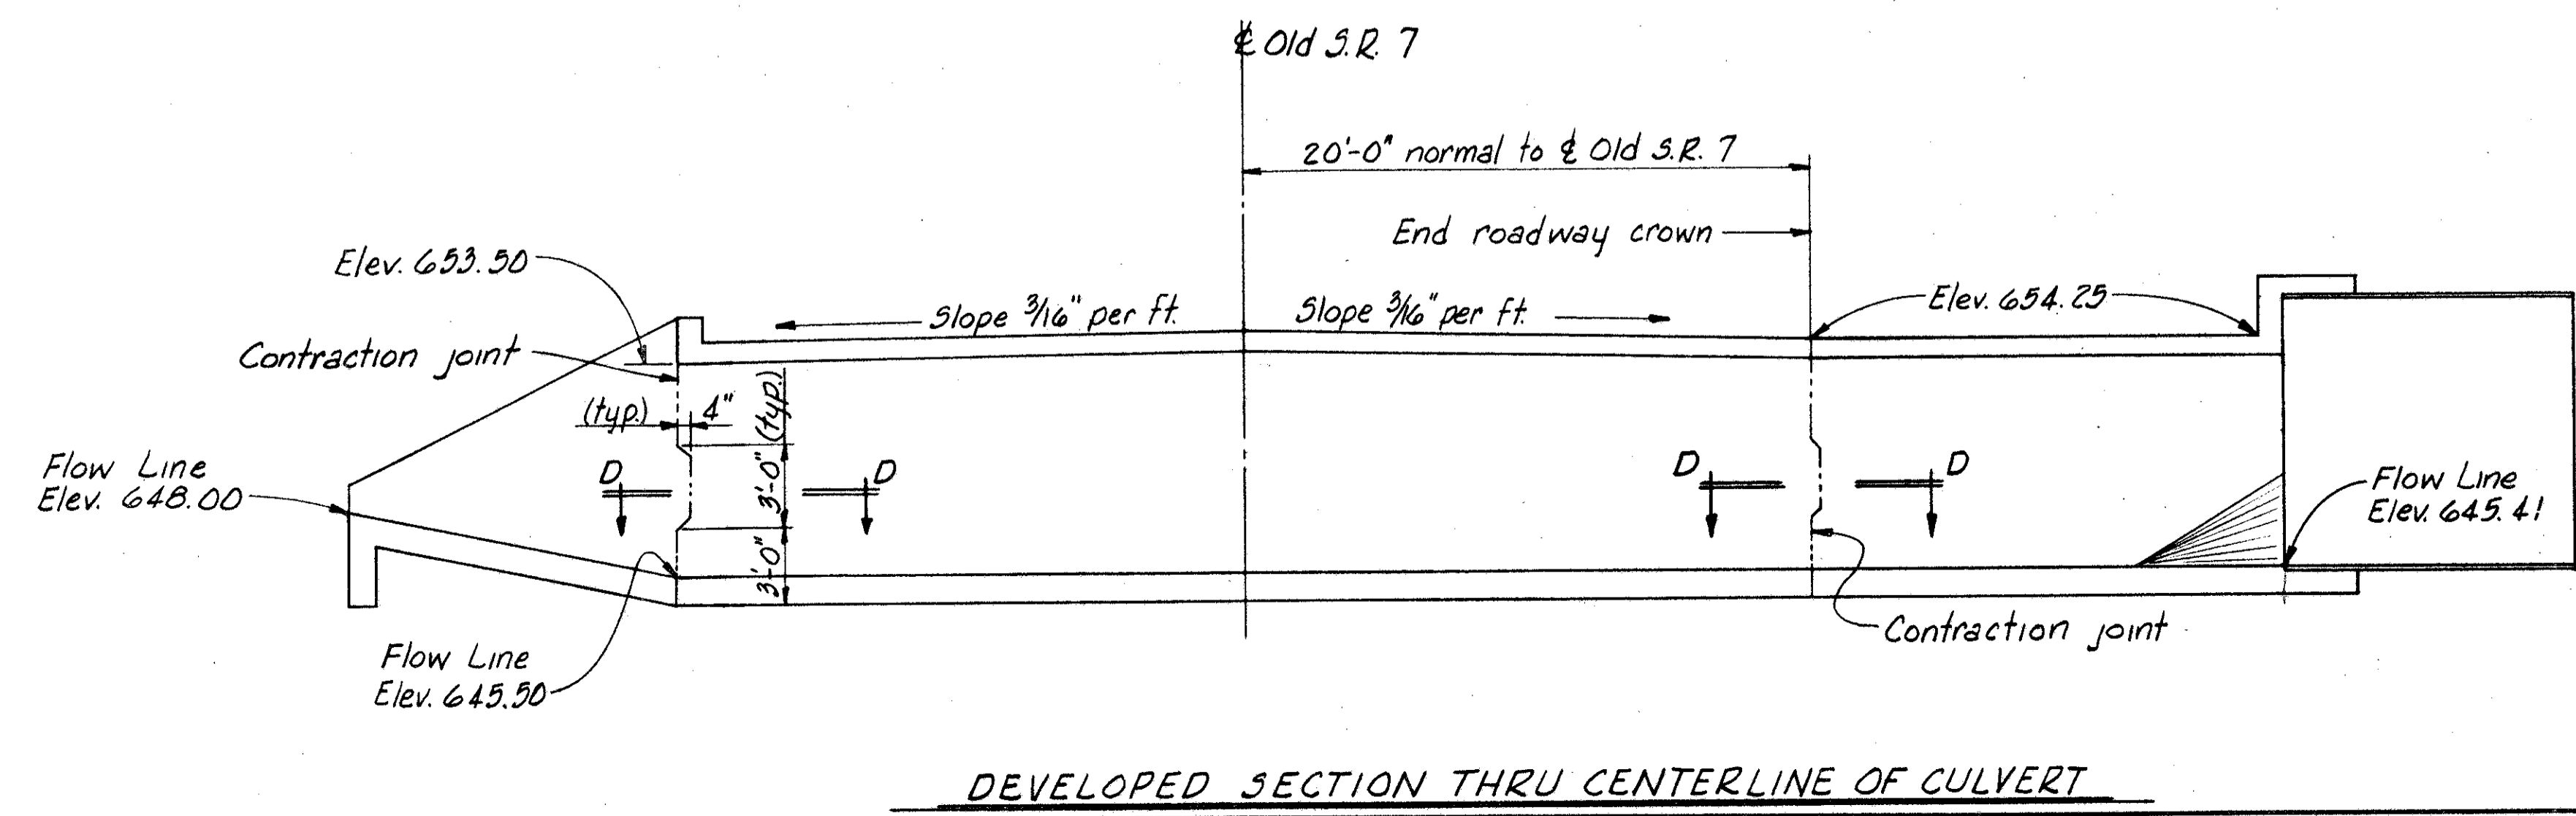 ℄ Old S.R. 7
20'-0" normal to ℄ Old S.R. 7
End roadway crown
Elev. 653.50
Slope 3/16" per ft.
Slope 3/16" per ft.
Elev. 654.25
Contraction joint
(typ.)
4"
3'-0" (typ.)
3'-0"
D
D
D
D
Flow Line
Elev. 648.00
Flow Line
Elev. 645.41
Contraction joint
Flow Line
Elev. 645.50
DEVELOPED SECTION THRU CENTERLINE OF CULVERT